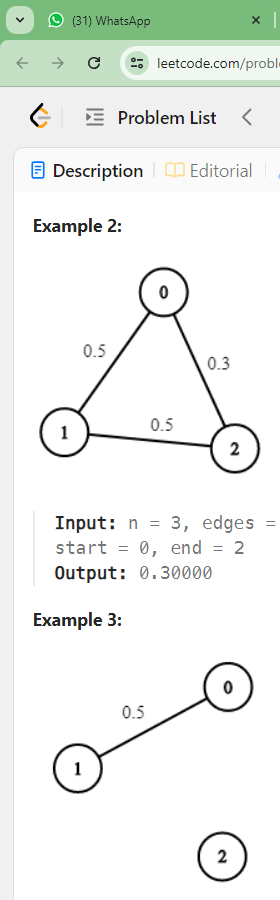 (31) WhatsApp
leetcode.com/proble
Problem List
Description
Editorial
Example 2:
0
0.5
0.3
1
0.5
2
Input: n = 3, edges =
start = 0, end = 2
Output: 0.30000
Example 3:
0
0.5
1
2